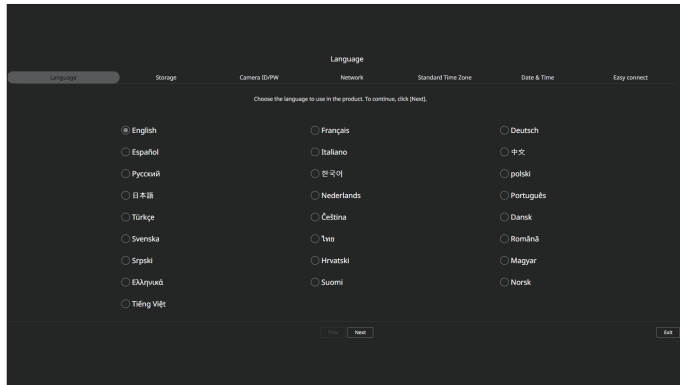 Language
Language Storage Camera ID/PW Network Standard Time Zone Date & Time Easy connect
Choose the language to use in the product. To continue, click [Next].
English Français Deutsch
Español Italiano 中文
Русский 한국어 polski
日本語 Nederlands Português
Türkçe Čeština Dansk
Svenska ไทย Română
Srpski Hrvatski Magyar
Ελληνικά Suomi Norsk
Tiếng Việt
Prev Next Exit